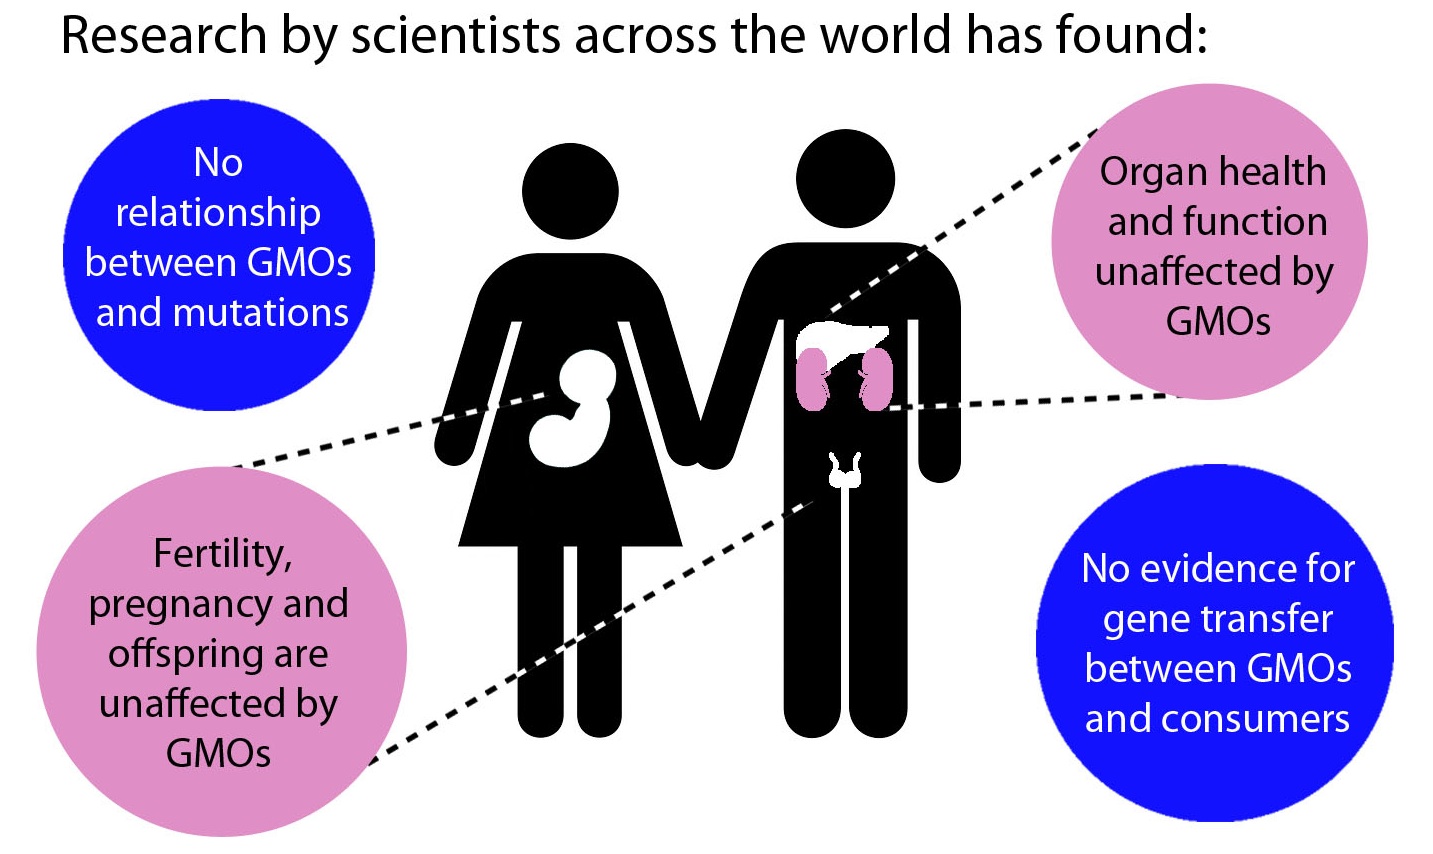 Research by scientists across the world has found:
No
relationship
between GMOs
and mutations
Organ health
and function
unaffected by
GMOs
Fertility,
pregnancy and
offspring are
unaffected by
GMOs
No evidence for
gene transfer
between GMOs
and consumers